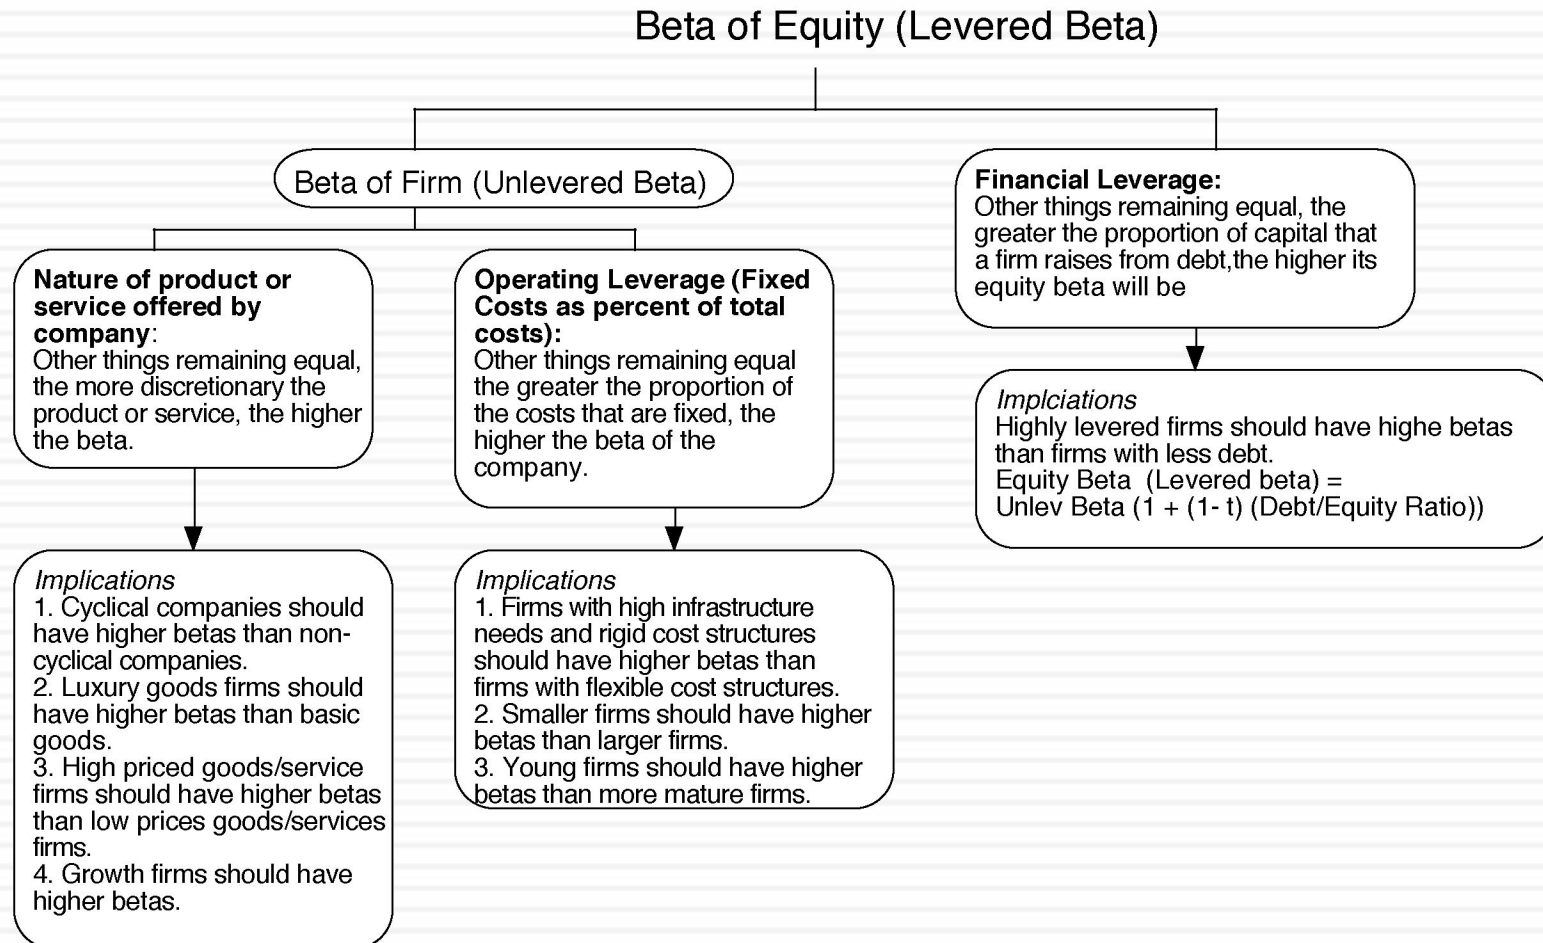 Beta of Equity (Levered Beta)
Beta of Firm (Unlevered Beta)
Nature of product or
service offered by
company:
Other things remaining equal,
the more discretionary the
product or service, the higher
the beta.
Operating Leverage (Fixed
Costs as percent of total
costs):
Other things remaining equal
the greater the proportion of
the costs that are fixed, the
higher the beta of the
company.
Financial Leverage:
Other things remaining equal, the
greater the proportion of capital that
a firm raises from debt,the higher its
equity beta will be
Implications
1. Cyclical companies should
have higher betas than non-
cyclical companies.
2. Luxury goods firms should
have higher betas than basic
goods.
3. High priced goods/service
firms should have higher betas
than low prices goods/services
firms.
4. Growth firms should have
higher betas.
Implications
1. Firms with high infrastructure
needs and rigid cost structures
should have higher betas than
firms with flexible cost structures.
2. Smaller firms should have higher
betas than larger firms.
3. Young firms should have higher
betas than more mature firms.
Implciations
Highly levered firms should have highe betas
than firms with less debt.
Equity Beta (Levered beta) =
Unlev Beta (1 + (1- t) (Debt/Equity Ratio))